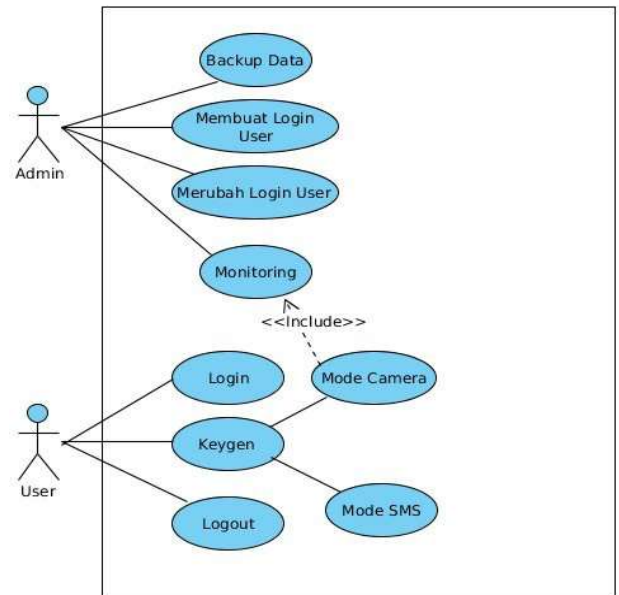 Backup Data
Membuat Login
User
Admin
Merubah Login User
Monitoring
<<Include>>
Login
Mode Camera
Keygen
User
Mode SMS
Logout